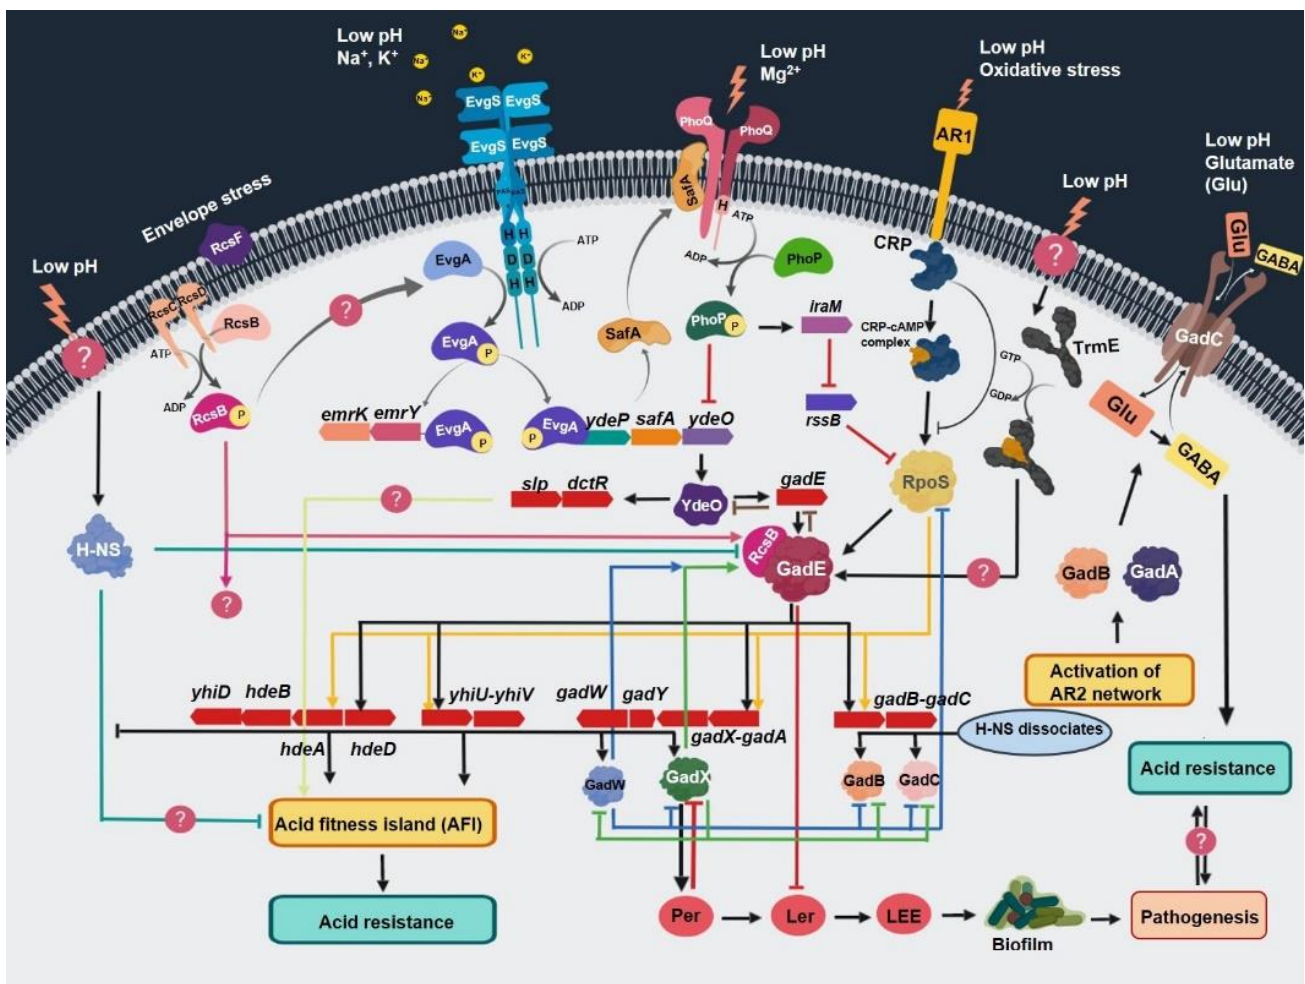 Low pH
Na⁺, K⁺
Na⁺
Na⁺
K⁺
K⁺
Na⁺
EvgS
EvgS
EvgS
EvgS
PAS
PAS
H
H
D
D
H
H
ATP
ADP
Low pH
Mg²⁺
PhoQ
PhoQ
SafA
H
ATP
ADP
PhoP
PhoP
P
Low pH
Oxidative stress
AR1
CRP
CRP-cAMP
complex
Low pH
?
TrmE
GTP
GDP
Low pH
Glutamate
(Glu)
Glu
GABA
GadC
Glu
GABA
Envelope stress
RcsF
RcsC
RcsD
RcsB
ATP
ADP
RcsB
P
Low pH
?
?
EvgA
EvgA
P
SafA
iraM
rssB
emrK
emrY
EvgA
P
EvgA
P
ydeP
safA
ydeO
RpoS
slp
dctR
?
YdeO
gadE
RcsB
GadE
H-NS
?
?
GadB
GadA
Activation of
AR2 network
yhiD
hdeB
hdeA
hdeD
yhiU-yhiV
gadW
gadY
gadX-gadA
gadB-gadC
H-NS dissociates
GadW
GadX
GadB
GadC
Acid resistance
?
Acid fitness island (AFI)
Acid resistance
?
Per
Ler
LEE
Biofilm
Pathogenesis